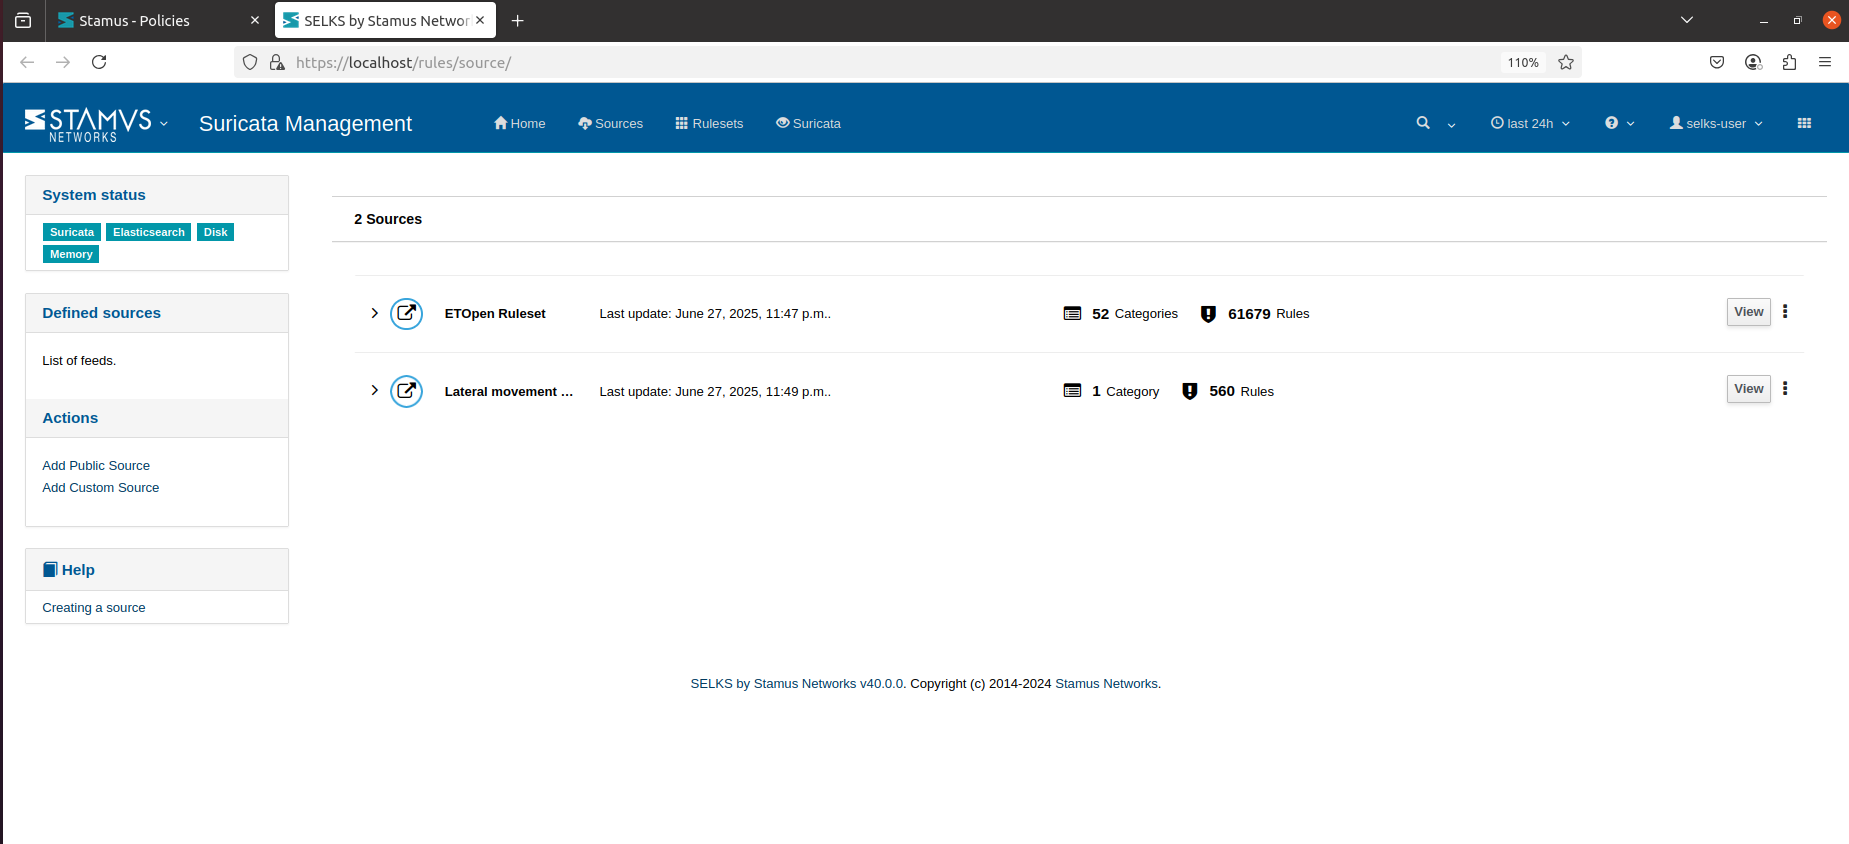 Stamus - Policies
SELKS by Stamus Networ
https://localhost/rules/source/
110%
STAMVS NETWORKS
Suricata Management
Home
Sources
Rulesets
Suricata
last 24h
selks-user
System status
Suricata Elasticsearch Disk
Memory
Defined sources
List of feeds.
Actions
Add Public Source
Add Custom Source
Help
Creating a source
2 Sources
ETOpen Ruleset Last update: June 27, 2025, 11:47 p.m.. 52 Categories 61679 Rules View
Lateral movement ... Last update: June 27, 2025, 11:49 p.m.. 1 Category 560 Rules View
SELKS by Stamus Networks v40.0.0. Copyright (c) 2014-2024 Stamus Networks.